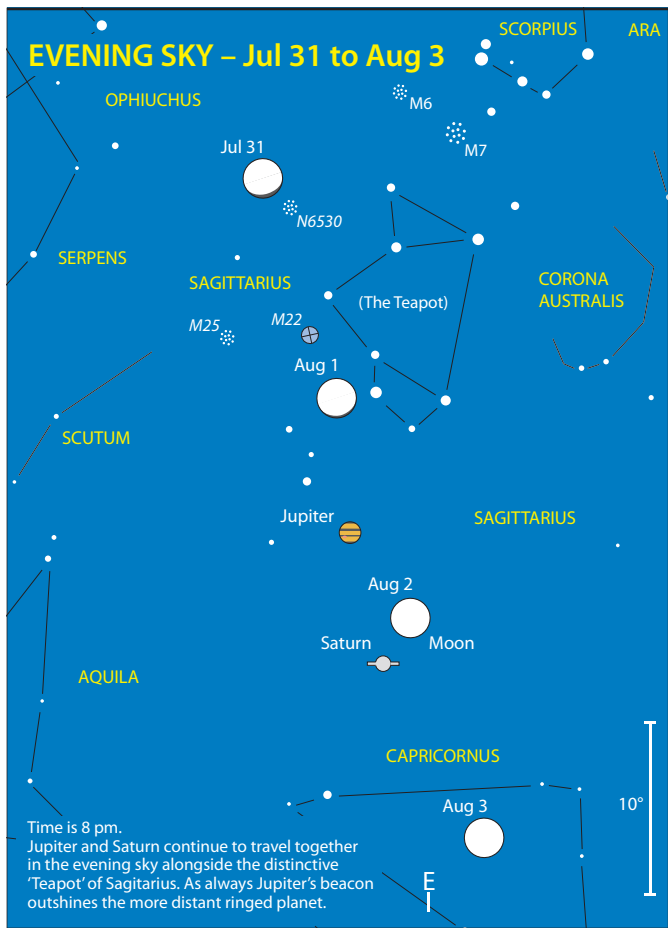 EVENING SKY – Jul 31 to Aug 3
SCORPIUS
ARA
OPHIUCHUS
M6
M7
Jul 31
N6530
SERPENS
SAGITTARIUS
CORONA
AUSTRALIS
(The Teapot)
M25
M22
Aug 1
SCUTUM
Jupiter
SAGITTARIUS
Aug 2
Saturn
Moon
AQUILA
CAPRICORNUS
10°
Aug 3
Time is 8 pm.
Jupiter and Saturn continue to travel together
in the evening sky alongside the distinctive
‘Teapot’ of Sagitarius. As always Jupiter’s beacon
outshines the more distant ringed planet.
E